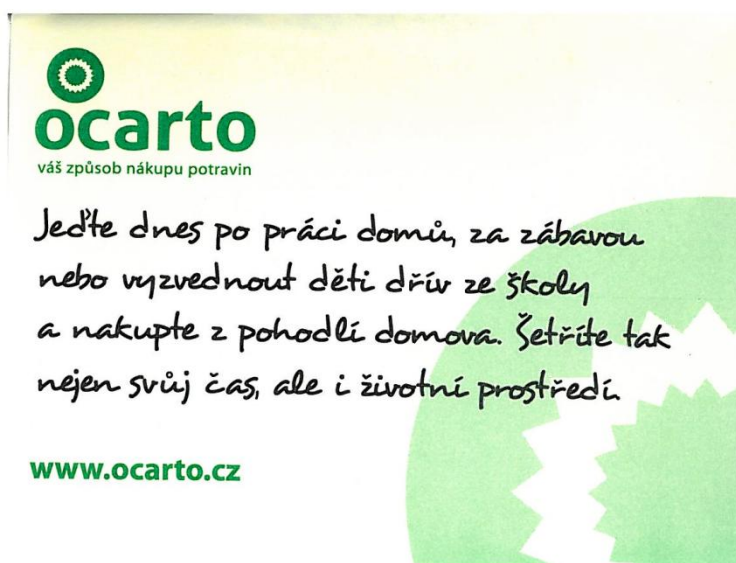 ocarto
váš způsob nákupu potravin
Jeďte dnes po práci domů, za zábavou
nebo vyzvednout děti dřív ze školy
a nakupte z pohodlí domova. Šetříte tak
nejen svůj čas, ale i životní prostředí.
www.ocarto.cz